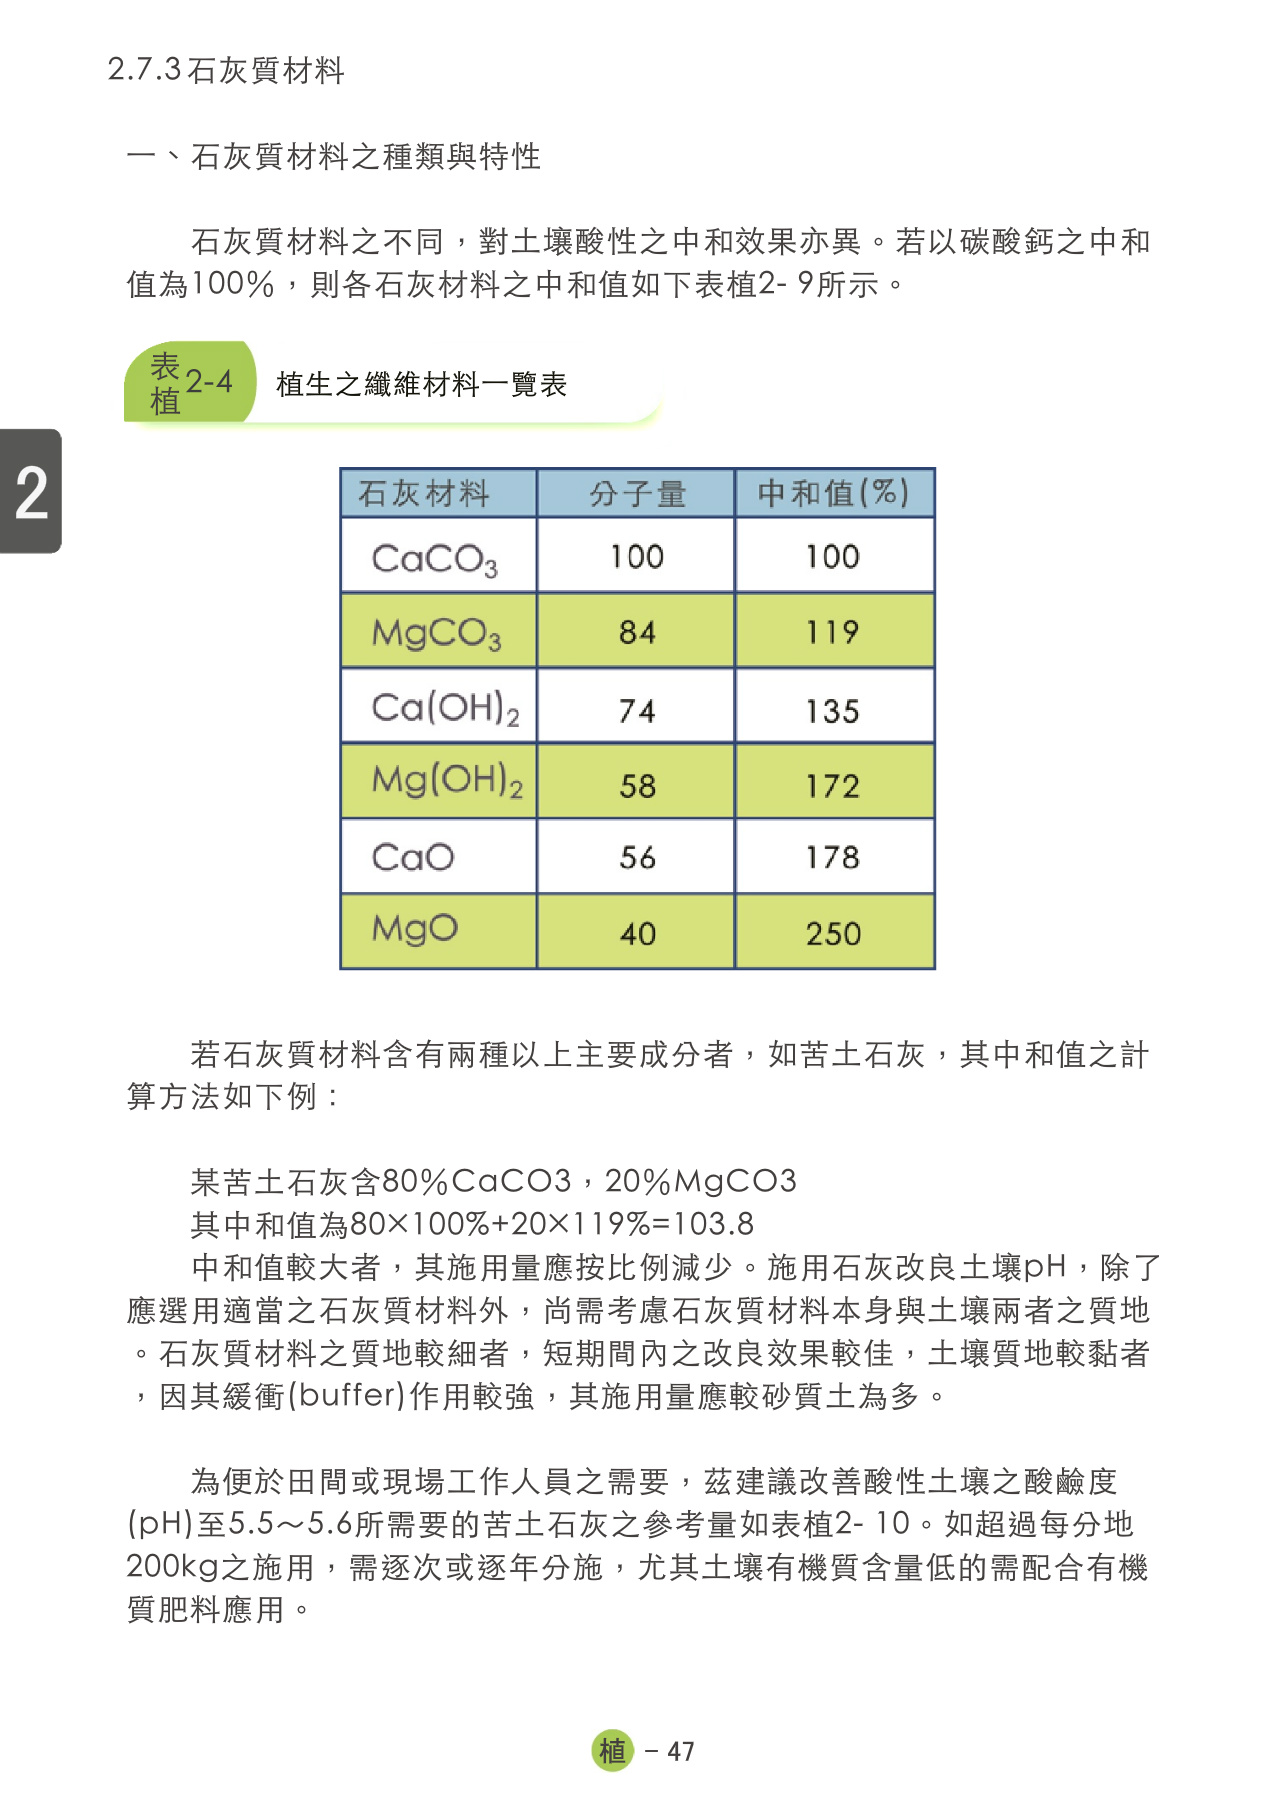 2.7.3石灰質材料
一、石灰質材料之種類與特性
石灰質材料之不同，對土壤酸性之中和效果亦異。若以碳酸鈣之中和
值為100%，則各石灰材料之中和值如下表植2- 9所示。
表植2-4 植生之纖維材料一覽表
2
石灰材料 分子量 中和值(%)
CaCO₃ 100 100
MgCO₃ 84 119
Ca(OH)₂ 74 135
Mg(OH)₂ 58 172
CaO 56 178
MgO 40 250
若石灰質材料含有兩種以上主要成分者，如苦土石灰，其中和值之計
算方法如下例：
某苦土石灰含80%CaCO3，20%MgCO3
其中和值為80×100%+20×119%=103.8
中和值較大者，其施用量應按比例減少。施用石灰改良土壤pH，除了
應選用適當之石灰質材料外，尚需考慮石灰質材料本身與土壤兩者之質地
。石灰質材料之質地較細者，短期間內之改良效果較佳，土壤質地較黏者
，因其緩衝(buffer)作用較強，其施用量應較砂質土為多。
為便於田間或現場工作人員之需要，茲建議改善酸性土壤之酸鹼度
(pH)至5.5～5.6所需要的苦土石灰之參考量如表植2- 10。如超過每分地
200kg之施用，需逐次或逐年分施，尤其土壤有機質含量低的需配合有機
質肥料應用。
植 – 47